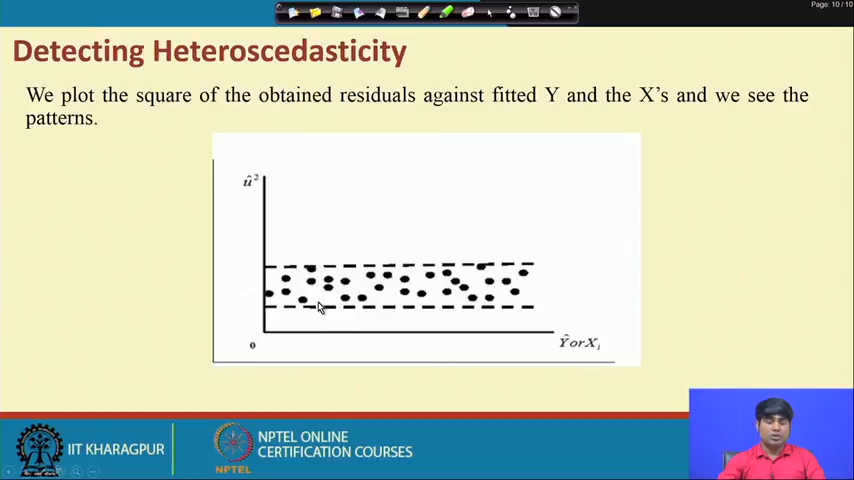 Page: 10 / 10
Detecting Heteroscedasticity
We plot the square of the obtained residuals against fitted Y and the X's and we see the
patterns.
û²
0
Ŷ or Xᵢ
IIT KHARAGPUR
NPTEL
NPTEL ONLINE
CERTIFICATION COURSES